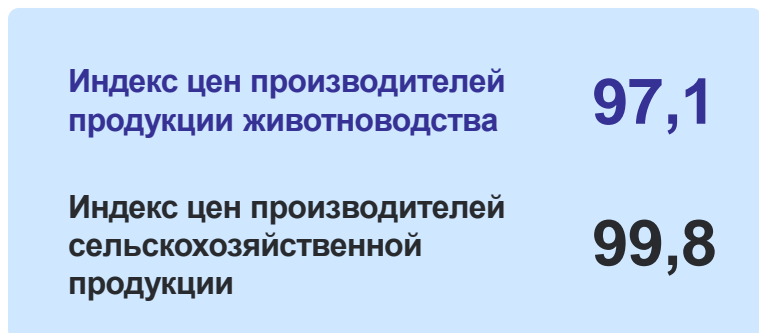 Индекс цен производителей
продукции животноводства
97,1
Индекс цен производителей
сельскохозяйственной
продукции
99,8